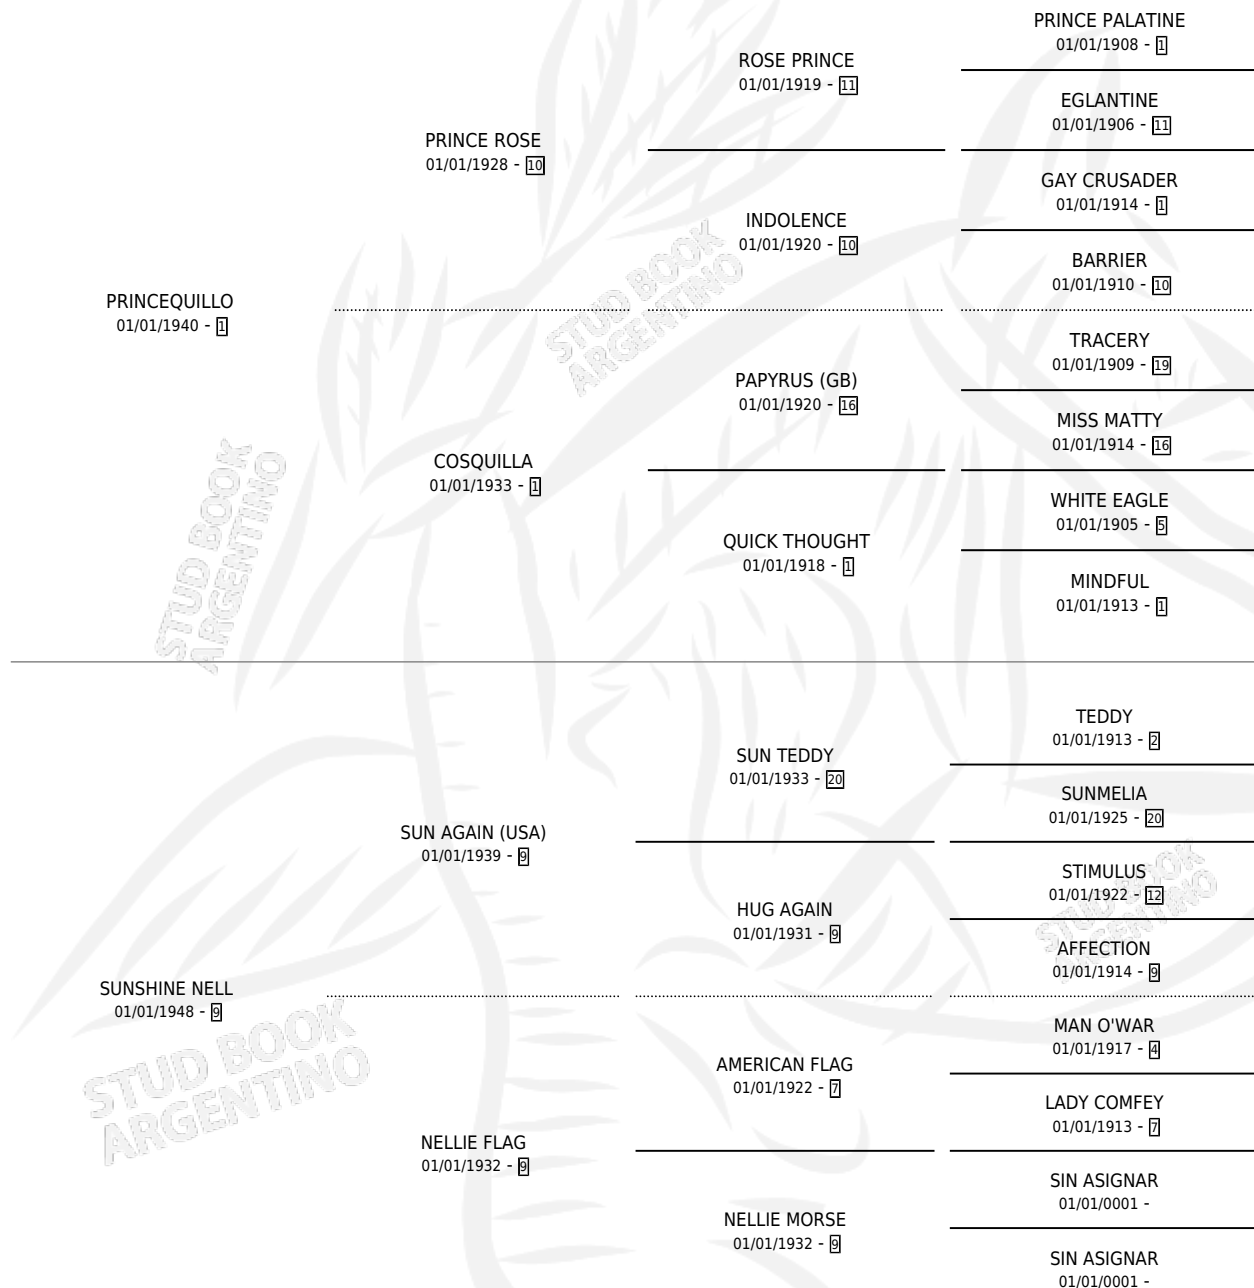 PRINCE PALATINE
01/01/1908 - 1
ROSE PRINCE
01/01/1919 - 11
EGLANTINE
01/01/1906 - 11
PRINCE ROSE
01/01/1928 - 10
GAY CRUSADER
01/01/1914 - 1
INDOLENCE
01/01/1920 - 10
BARRIER
01/01/1910 - 10
PRINCEQUILLO
01/01/1940 - 1
TRACERY
01/01/1909 - 19
PAPYRUS (GB)
01/01/1920 - 16
MISS MATTY
01/01/1914 - 16
COSQUILLA
01/01/1933 - 1
WHITE EAGLE
01/01/1905 - 5
QUICK THOUGHT
01/01/1918 - 1
MINDFUL
01/01/1913 - 1
TEDDY
01/01/1913 - 2
SUN TEDDY
01/01/1933 - 20
SUNMELIA
01/01/1925 - 20
SUN AGAIN (USA)
01/01/1939 - 9
STIMULUS
01/01/1922 - 12
HUG AGAIN
01/01/1931 - 9
AFFECTION
01/01/1914 - 9
SUNSHINE NELL
01/01/1948 - 9
MAN O'WAR
01/01/1917 - 4
AMERICAN FLAG
01/01/1922 - 7
LADY COMFEY
01/01/1913 - 7
NELLIE FLAG
01/01/1932 - 9
SIN ASIGNAR
01/01/0001 -
NELLIE MORSE
01/01/1932 - 9
SIN ASIGNAR
01/01/0001 -
STUD BOOK
ARGENTINO
STUD BOOK
ARGENTINO
STUD BOOK
ARGENTINO
STUD BOOK
ARGENTINO